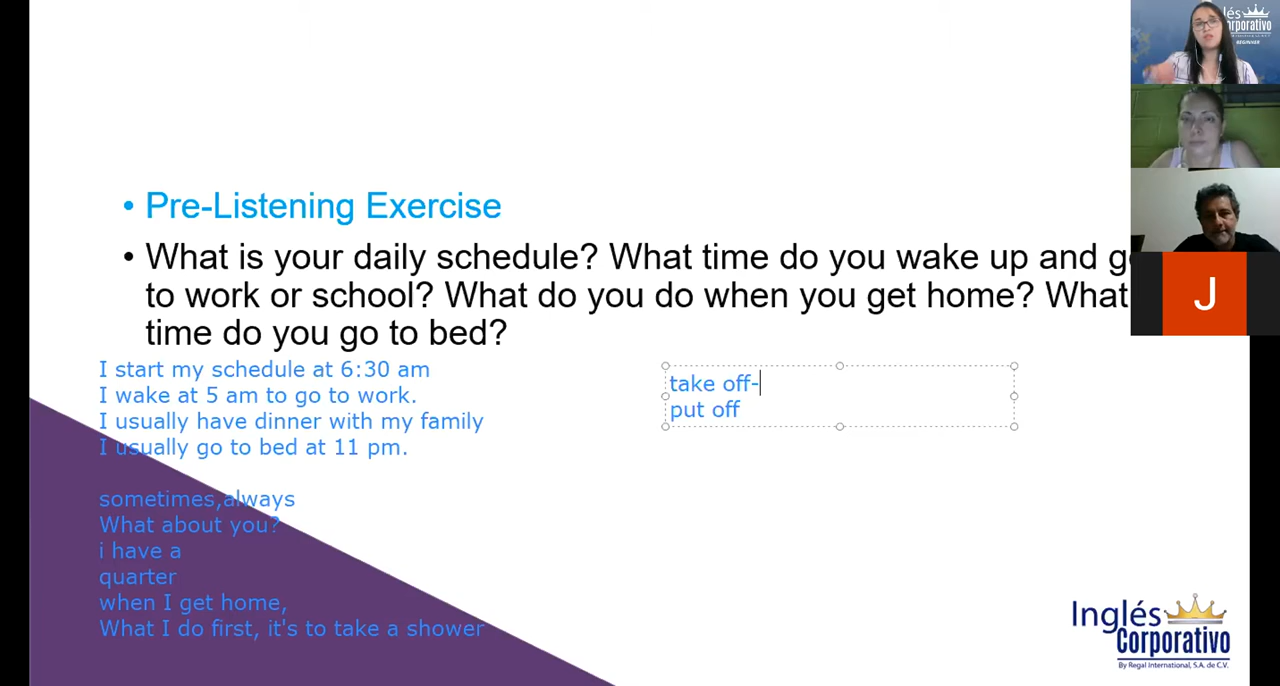 lés
orporativo
BEGINNER
• Pre-Listening Exercise
• What is your daily schedule? What time do you wake up and g
to work or school? What do you do when you get home? What
time do you go to bed?
J
I start my schedule at 6:30 am
I wake at 5 am to go to work.
I usually have dinner with my family
I usually go to bed at 11 pm.
take off-
put off
sometimes,always
What about you?
i have a
quarter
when I get home,
What I do first, it's to take a shower
Inglés
Corporativo
By Regal International, S.A. de C.V.